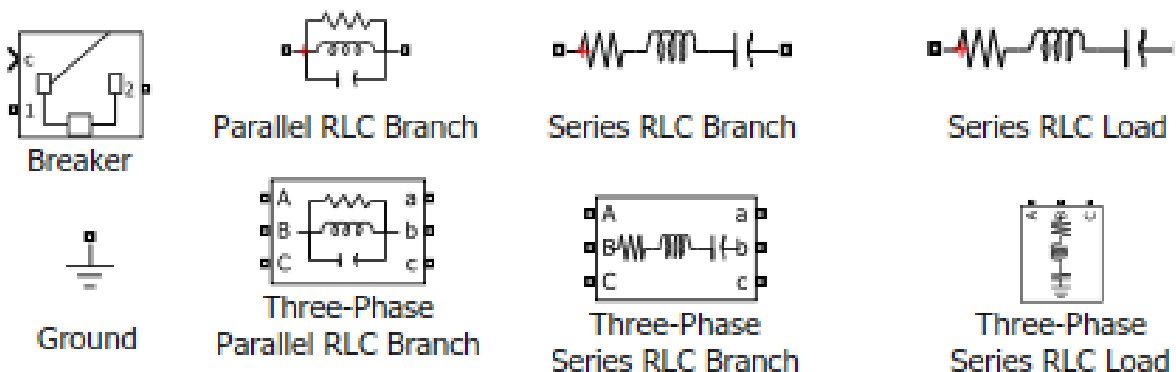 c
1
2
Breaker
Parallel RLC Branch
Series RLC Branch
Series RLC Load
Ground
A
B
C
a
b
c
Three-Phase
Parallel RLC Branch
A
B
C
a
b
c
Three-Phase
Series RLC Branch
A B C
Three-Phase
Series RLC Load